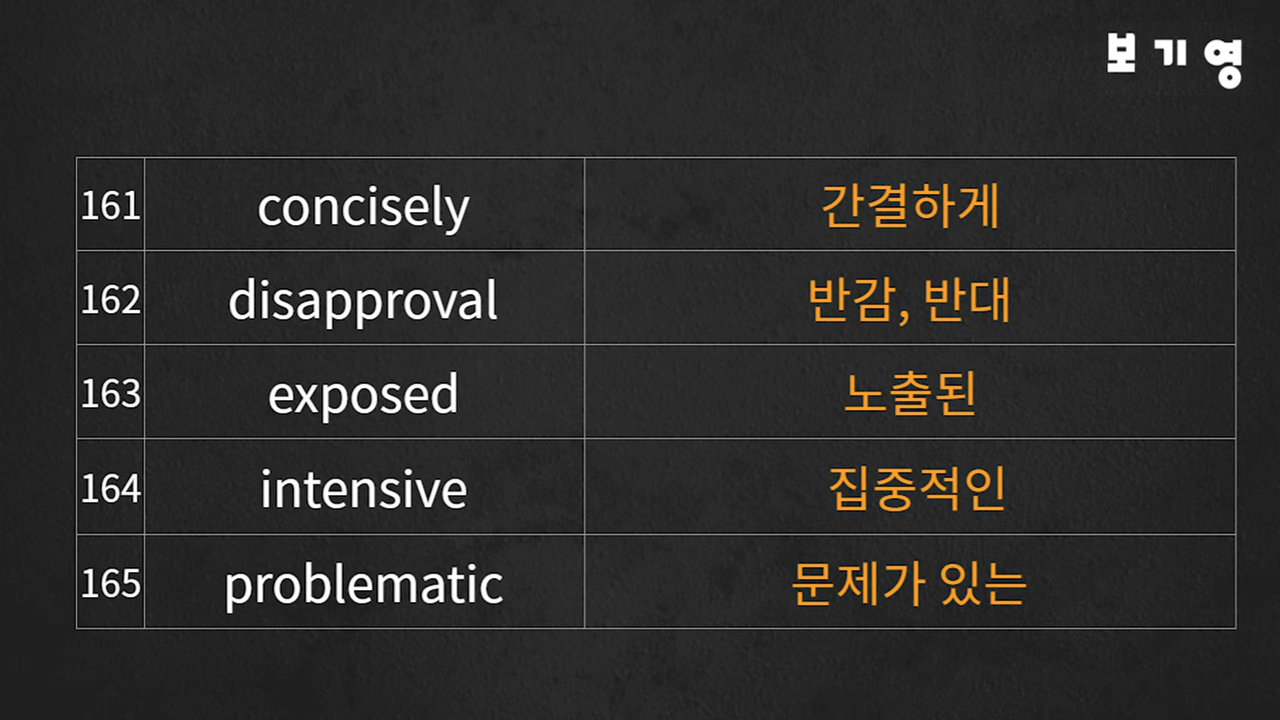 보기영
161 concisely 간결하게
162 disapproval 반감, 반대
163 exposed 노출된
164 intensive 집중적인
165 problematic 문제가 있는